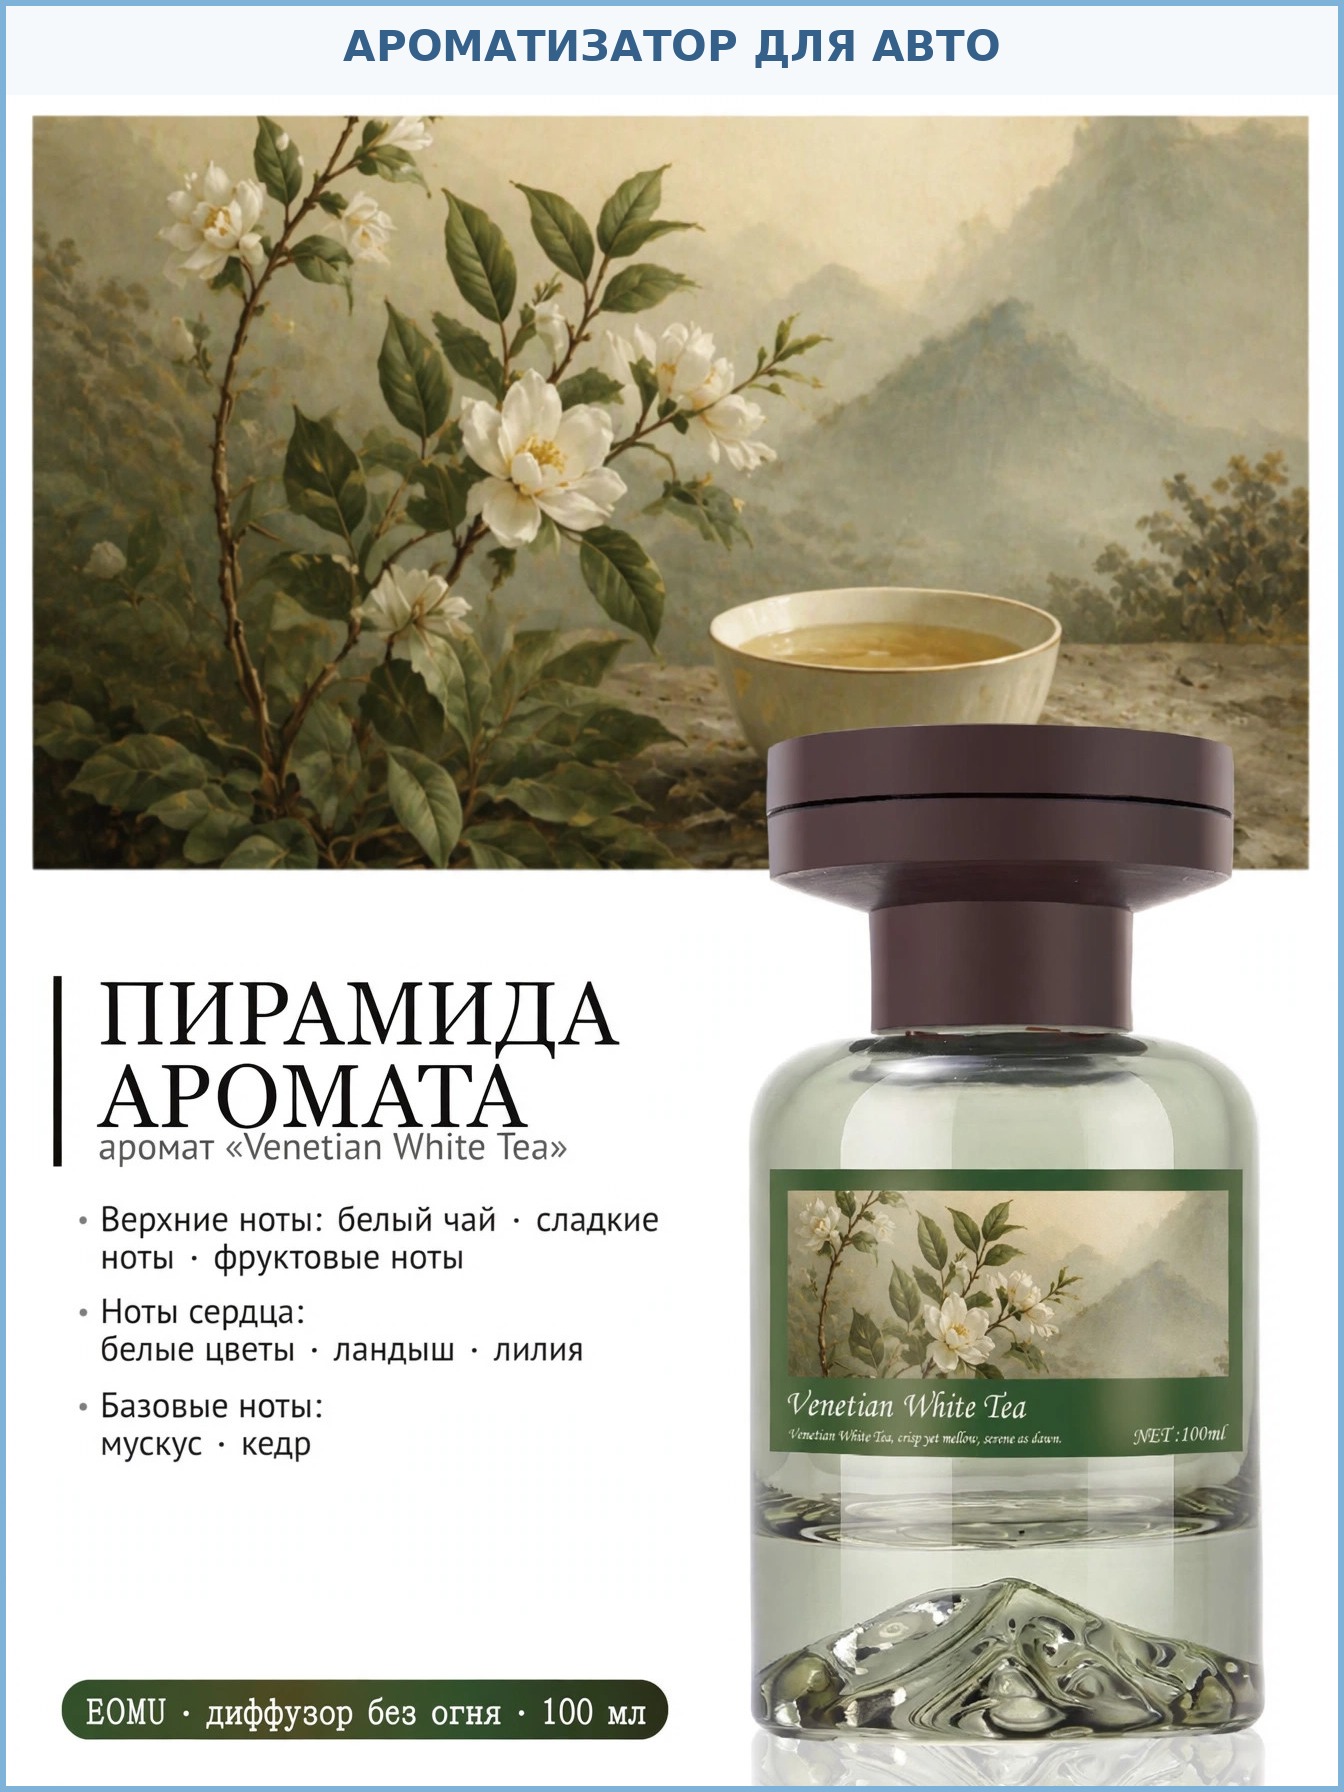 АРОМАТИЗАТОР ДЛЯ АВТО
ПИРАМИДА
АРОМАТА
аромат «Venetian White Tea»
• Верхние ноты: белый чай · сладкие
ноты · фруктовые ноты
• Ноты сердца:
белые цветы · ландыш · лилия
• Базовые ноты:
мускус · кедр
Venetian White Tea
Venetian White Tea, crisp yet mellow, serene as dawn.
NET:100ml
EOMU · диффузор без огня · 100 мл